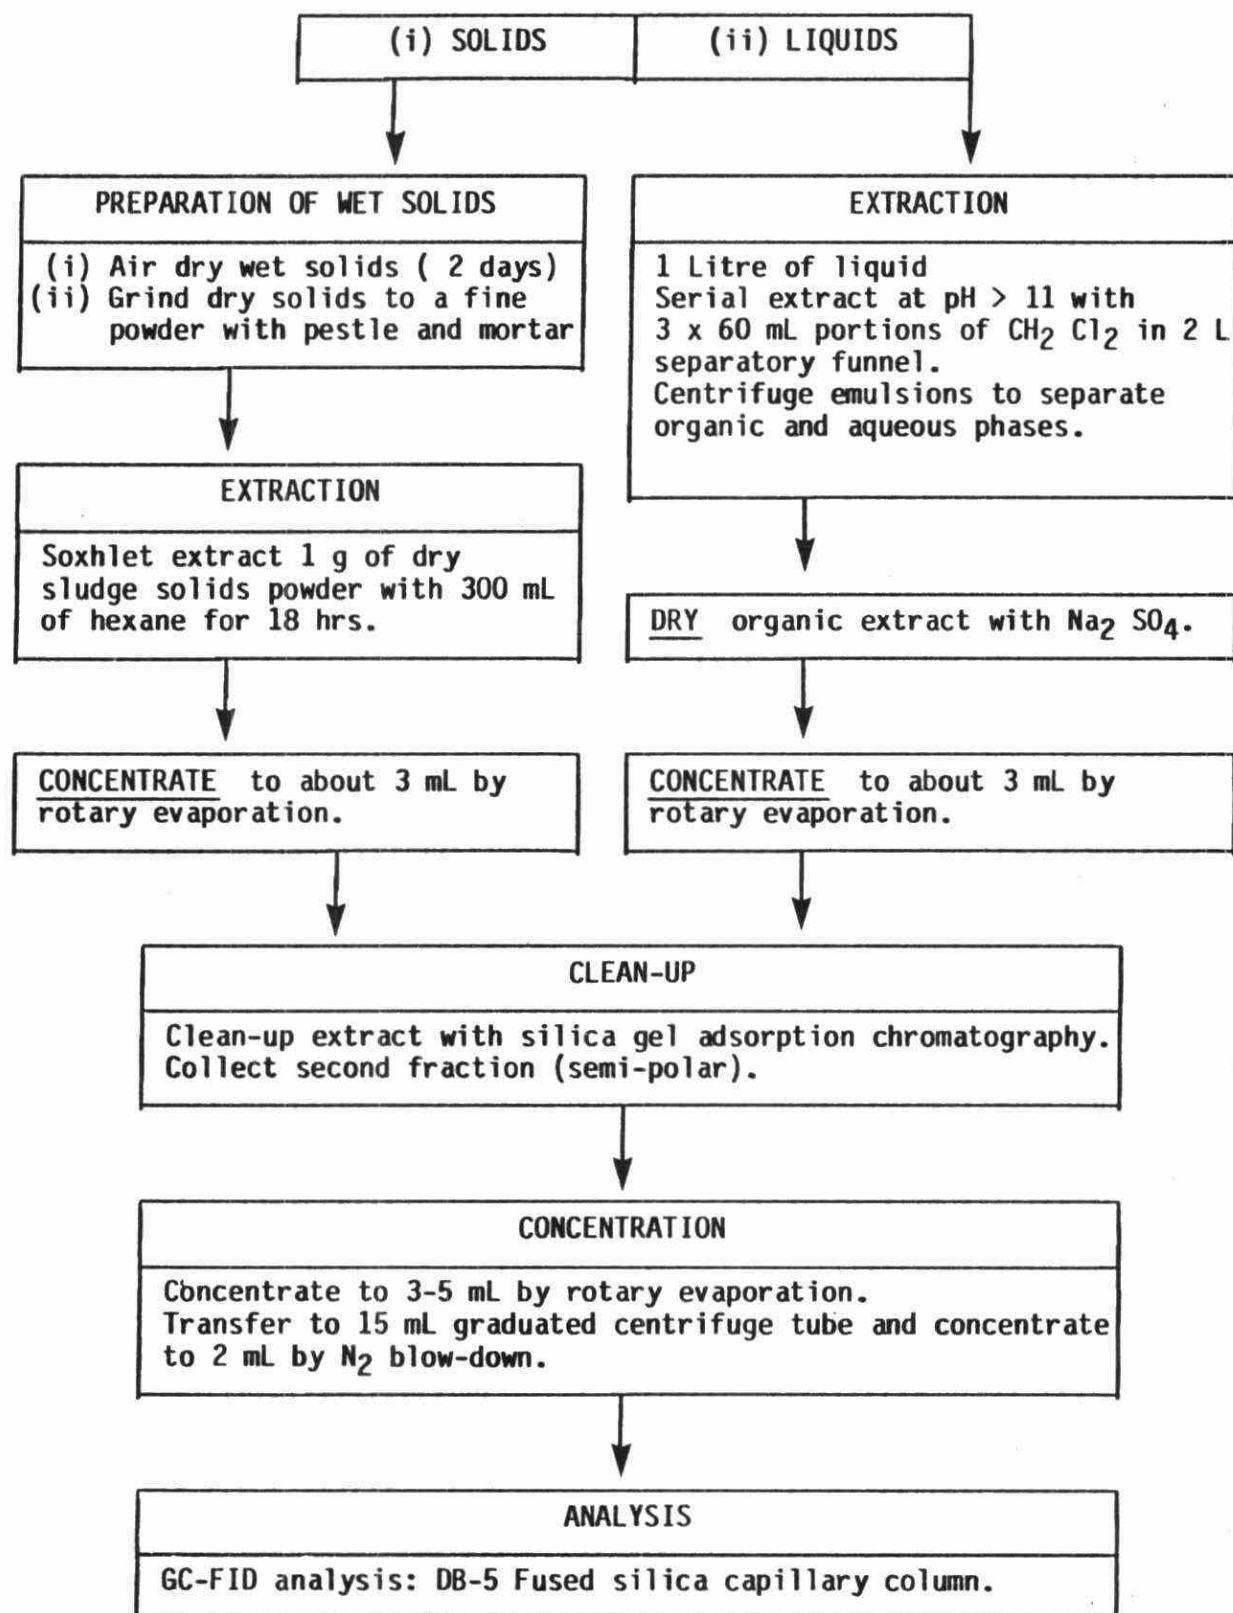 (i) SOLIDS
(ii) LIQUIDS
PREPARATION OF WET SOLIDS
(i) Air dry wet solids ( 2 days)
(ii) Grind dry solids to a fine
powder with pestle and mortar
EXTRACTION
Soxhlet extract 1 g of dry
sludge solids powder with 300 mL
of hexane for 18 hrs.
CONCENTRATE to about 3 mL by
rotary evaporation.
EXTRACTION
1 Litre of liquid
Serial extract at pH > 11 with
3 x 60 mL portions of CH₂ Cl₂ in 2 L
separatory funnel.
Centrifuge emulsions to separate
organic and aqueous phases.
DRY organic extract with Na₂ SO₄.
CONCENTRATE to about 3 mL by
rotary evaporation.
CLEAN-UP
Clean-up extract with silica gel adsorption chromatography.
Collect second fraction (semi-polar).
CONCENTRATION
Concentrate to 3-5 mL by rotary evaporation.
Transfer to 15 mL graduated centrifuge tube and concentrate
to 2 mL by N₂ blow-down.
ANALYSIS
GC-FID analysis: DB-5 Fused silica capillary column.